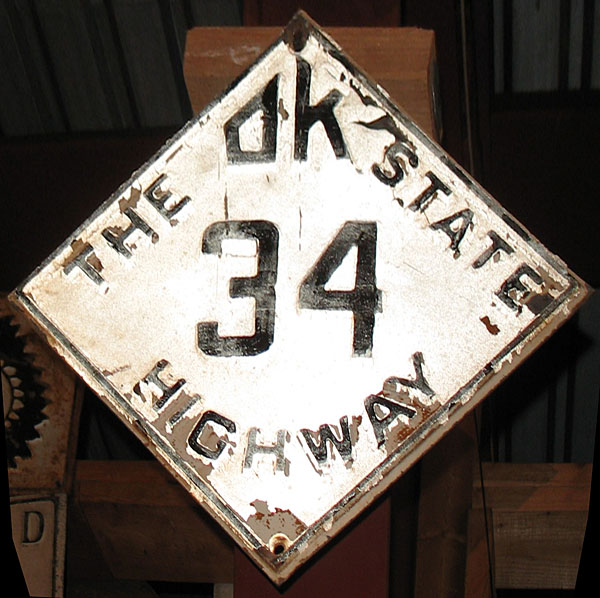 THE OK STATE
34
HIGHWAY
D